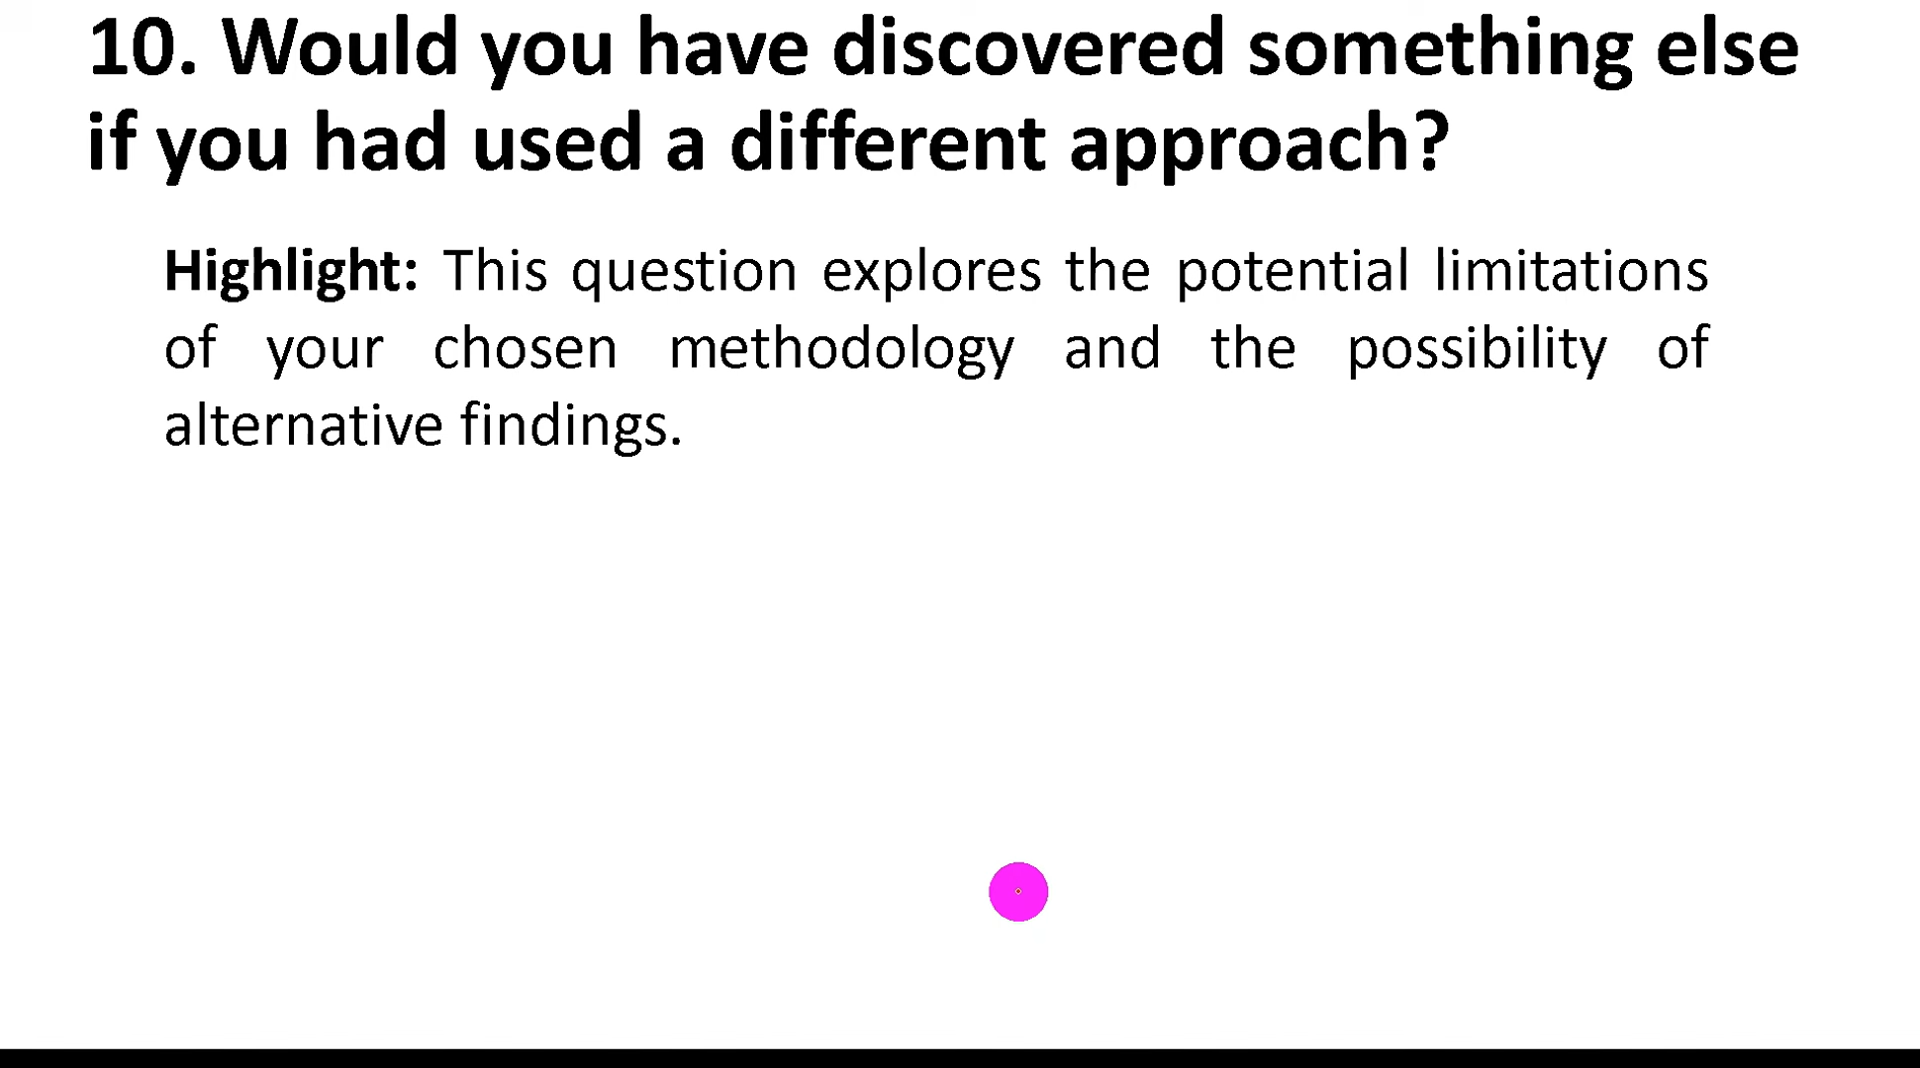 10. Would you have discovered something else
if you had used a different approach?
Highlight: This question explores the potential limitations
of your chosen methodology and the possibility of
alternative findings.